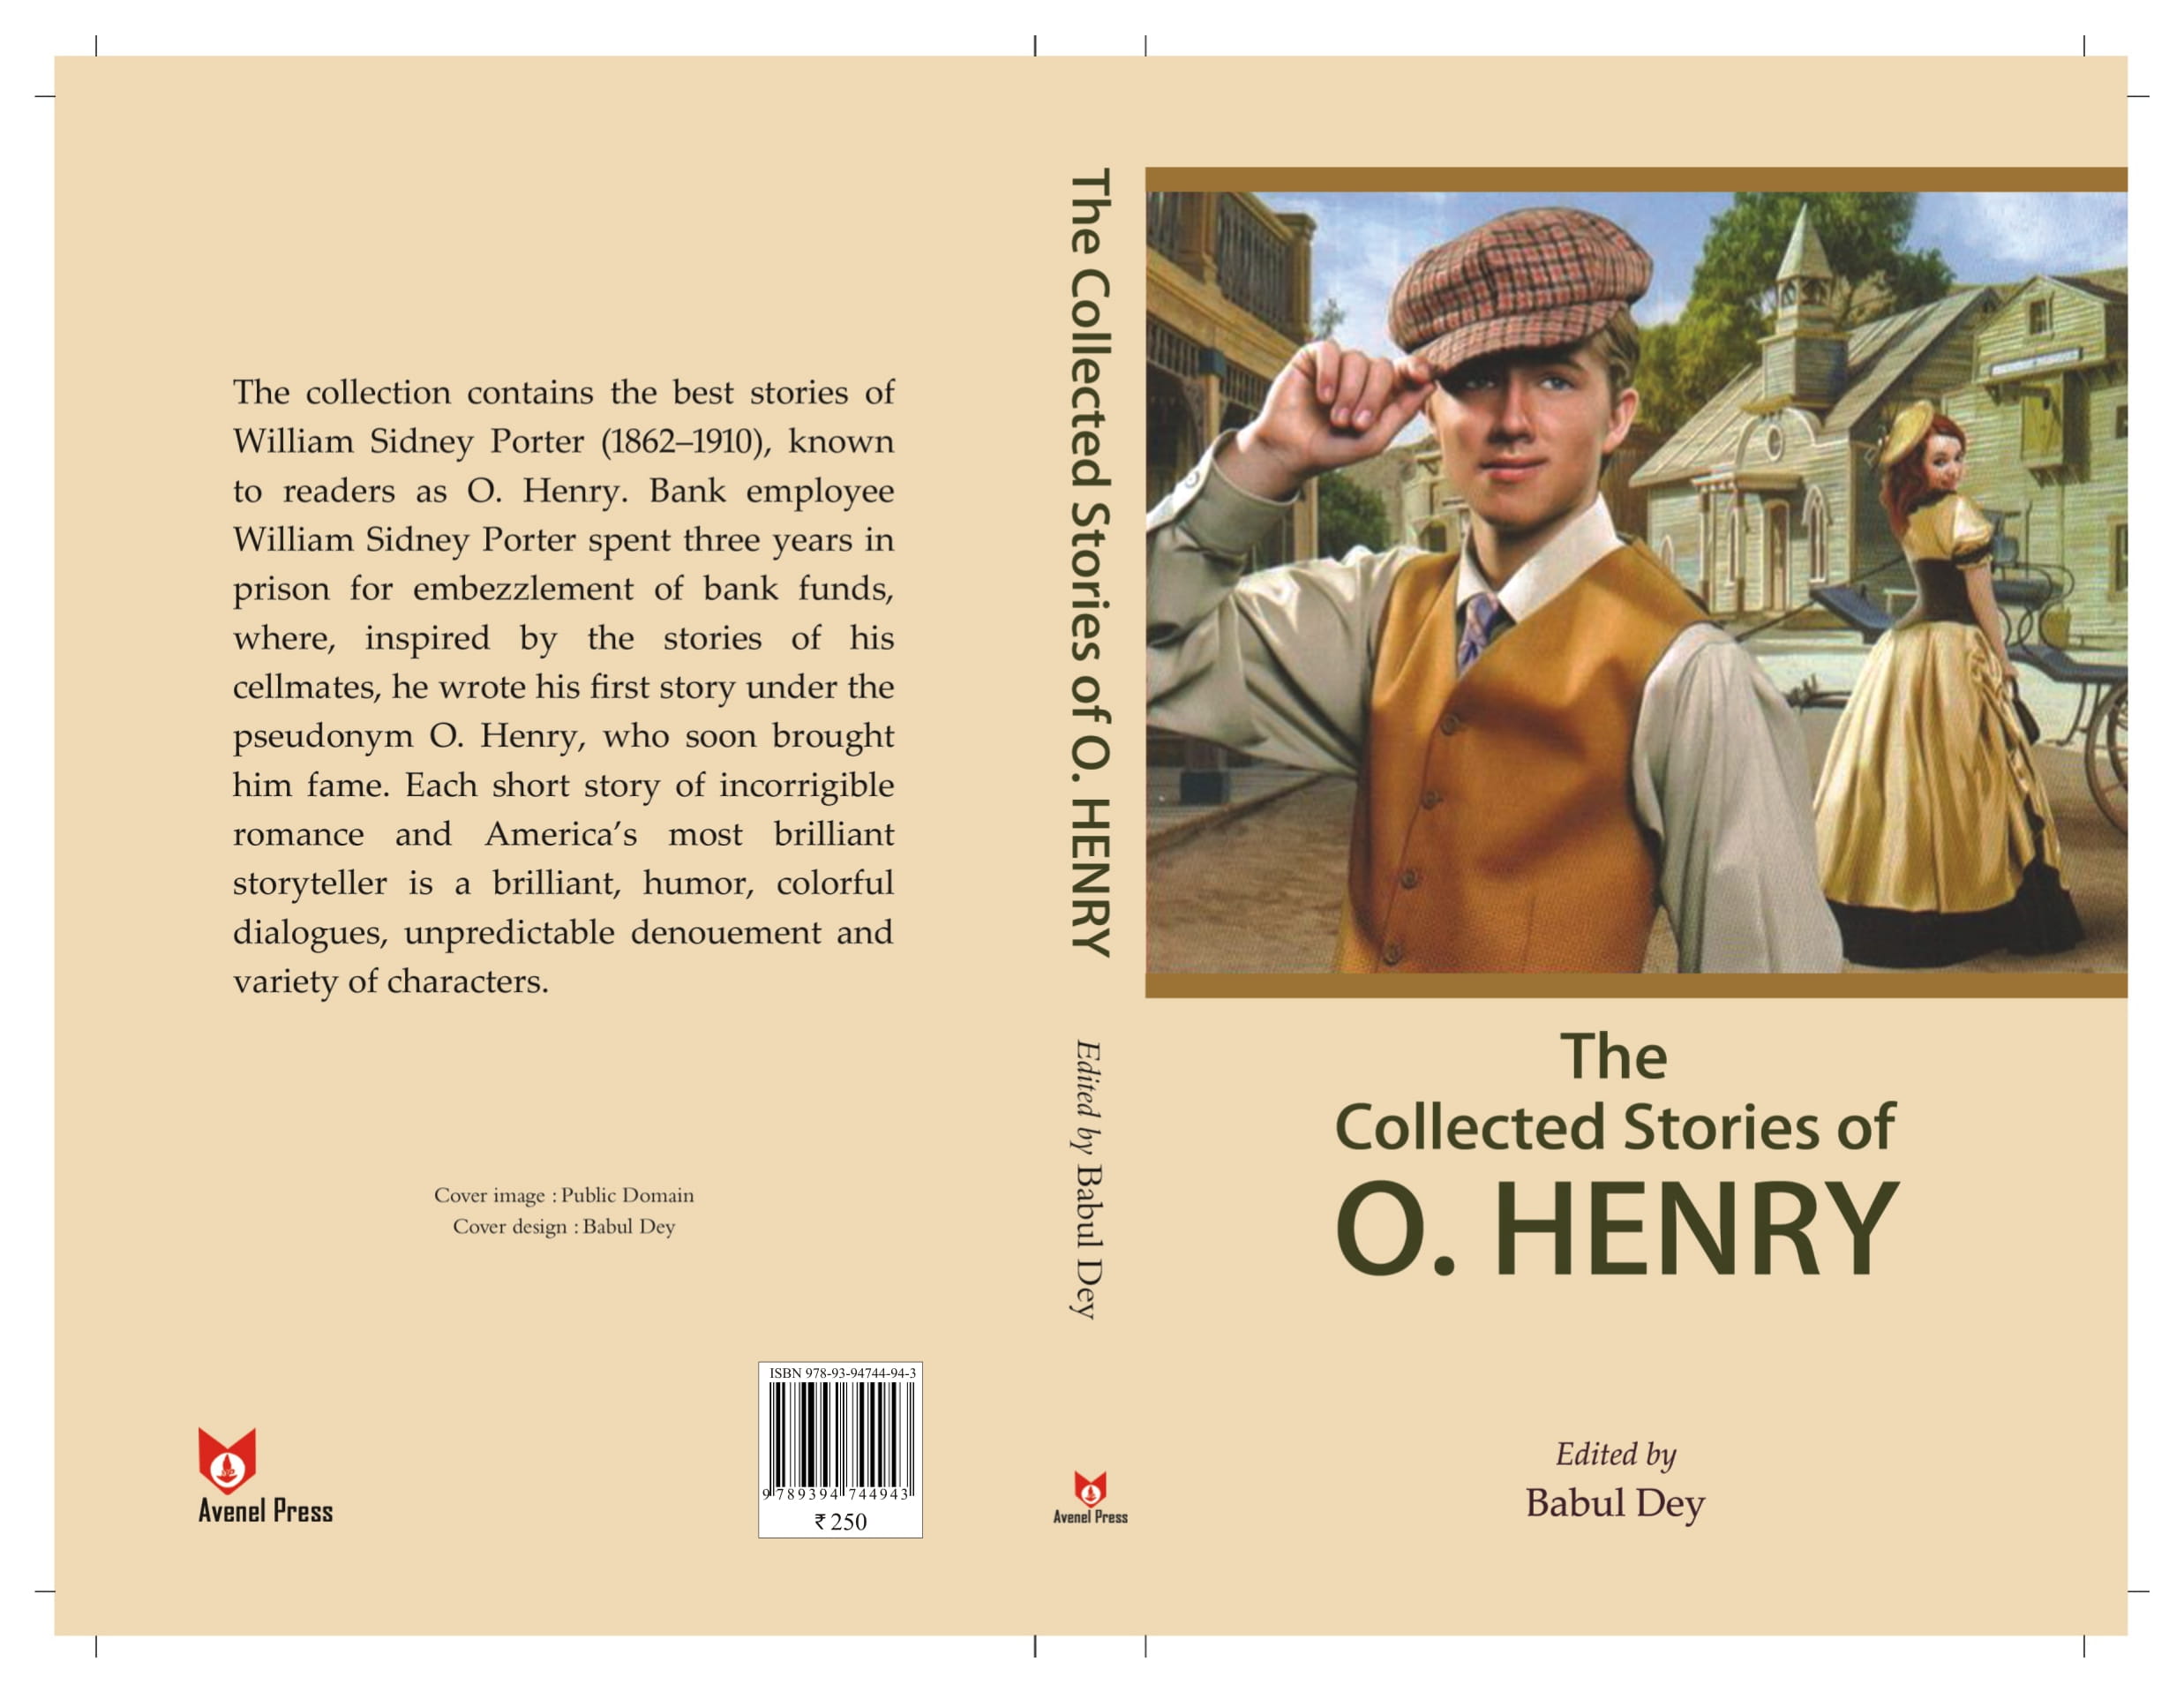 The collection contains the best stories of
William Sidney Porter (1862–1910), known
to readers as O. Henry. Bank employee
William Sidney Porter spent three years in
prison for embezzlement of bank funds,
where, inspired by the stories of his
cellmates, he wrote his first story under the
pseudonym O. Henry, who soon brought
him fame. Each short story of incorrigible
romance and America's most brilliant
storyteller is a brilliant, humor, colorful
dialogues, unpredictable denouement and
variety of characters.
Cover image : Public Domain
Cover design : Babul Dey
Avenel Press
ISBN 978-93-94744-94-3
9 789394 744943
₹ 250
The Collected Stories of O. HENRY
Edited by Babul Dey
Avenel Press
The
Collected Stories of
O. HENRY
Edited by
Babul Dey